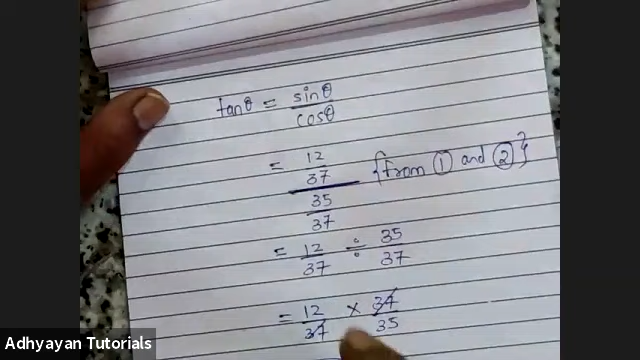 tanθ = sinθ/cosθ
= 12/37 / 35/37 {from ① and ②}
= 12/37 ÷ 35/37
= 12/37 × 37/35
Adhyayan Tutorials